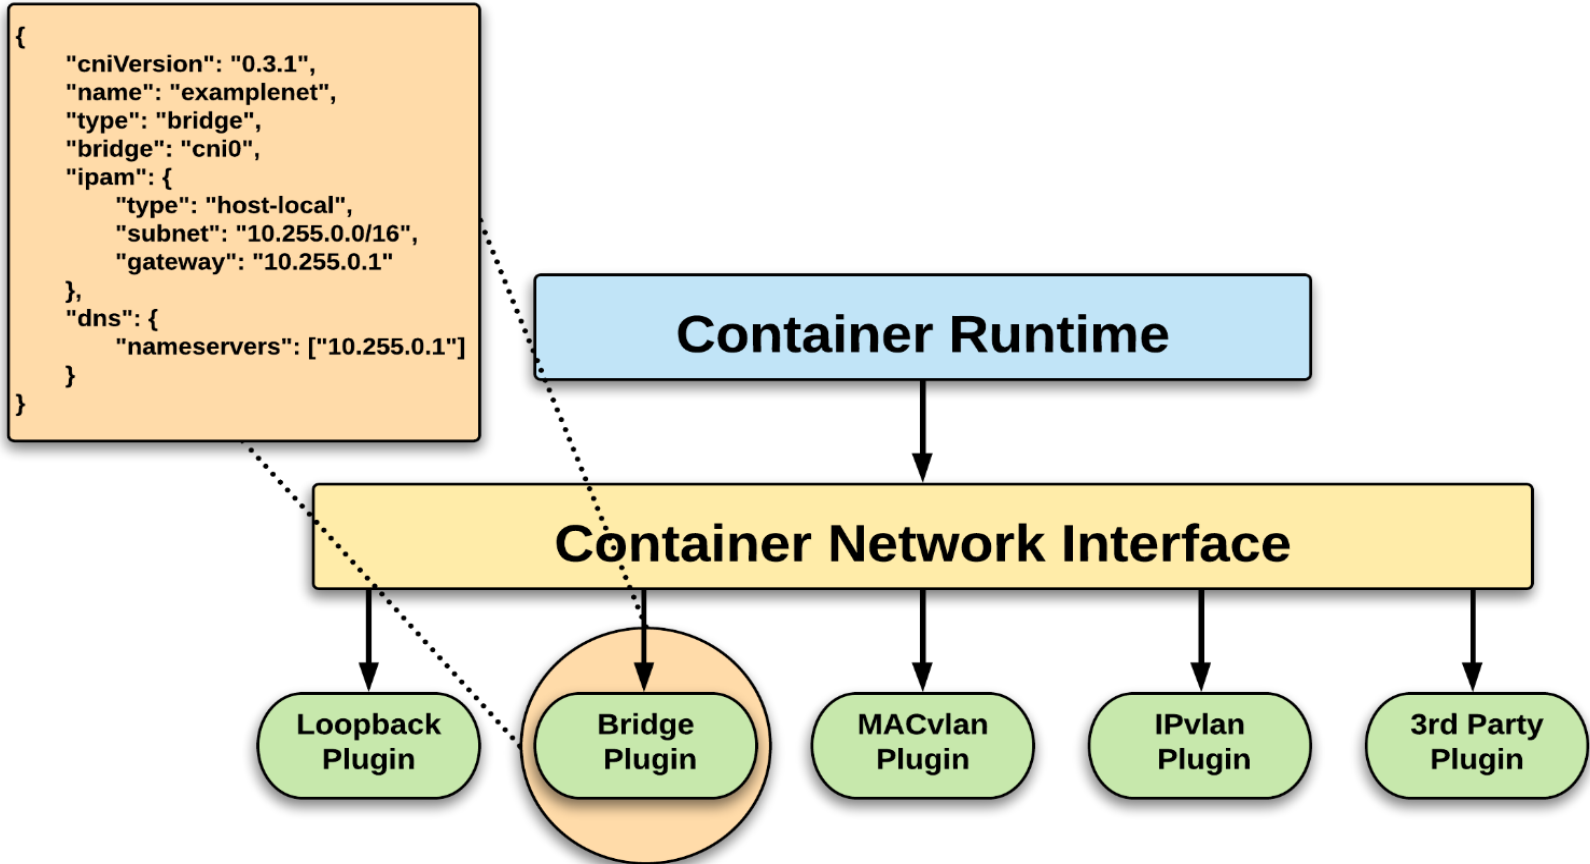 {
"cniVersion": "0.3.1",
"name": "examplenet",
"type": "bridge",
"bridge": "cni0",
"ipam": {
"type": "host-local",
"subnet": "10.255.0.0/16",
"gateway": "10.255.0.1"
},
"dns": {
"nameservers": ["10.255.0.1"]
}
}
Container Runtime
Container Network Interface
Loopback
Plugin
Bridge
Plugin
MACvlan
Plugin
IPvlan
Plugin
3rd Party
Plugin